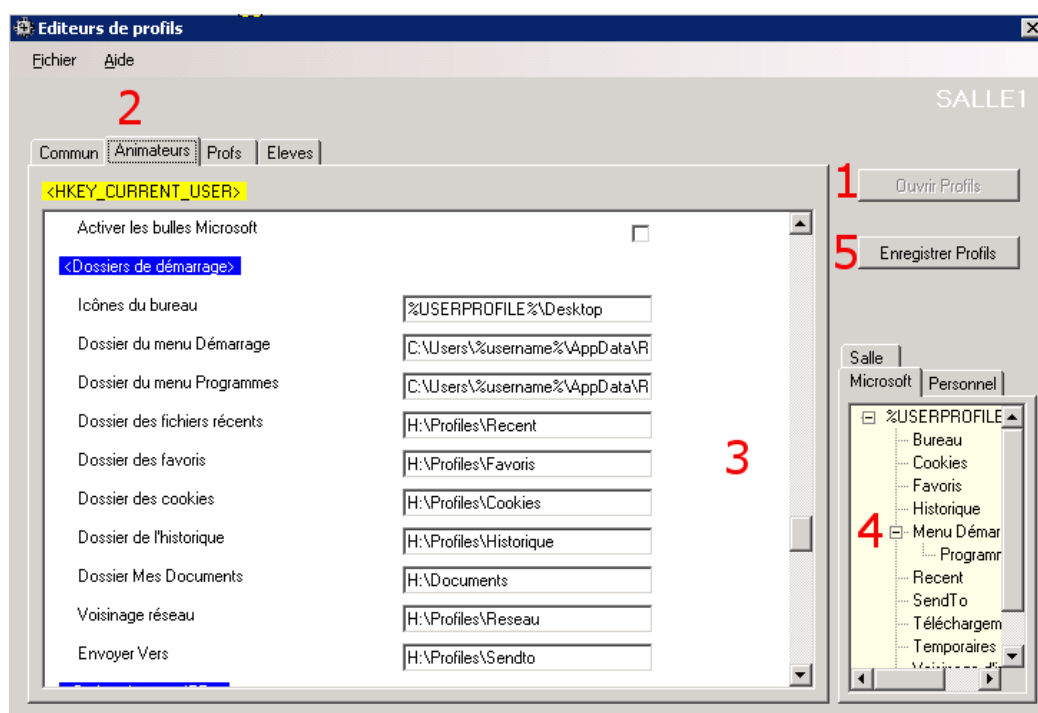 Editeurs de profils
Fichier Aide
SALLE1
2
Commun Animateurs Profs Eleves
<HKEY_CURRENT_USER>
1 Ouvrir Profils
5 Enregistrer Profils
Activer les bulles Microsoft
<Dossiers de démarrage>
Icônes du bureau %USERPROFILE%\Desktop
Dossier du menu Démarrage C:\Users\%username%\AppData\R
Dossier du menu Programmes C:\Users\%username%\AppData\R
Dossier des fichiers récents H:\Profiles\Recent
Dossier des favoris H:\Profiles\Favoris
Dossier des cookies H:\Profiles\Cookies
Dossier de l'historique H:\Profiles\Historique
Dossier Mes Documents H:\Documents
Voisinage réseau H:\Profiles\Reseau
Envoyer Vers H:\Profiles\Sendto
3
Salle
Microsoft Personnel
%USERPROFILE
Bureau
Cookies
Favoris
Historique
4 Menu Démar
Programr
Recent
SendTo
Téléchargem
Temporaires